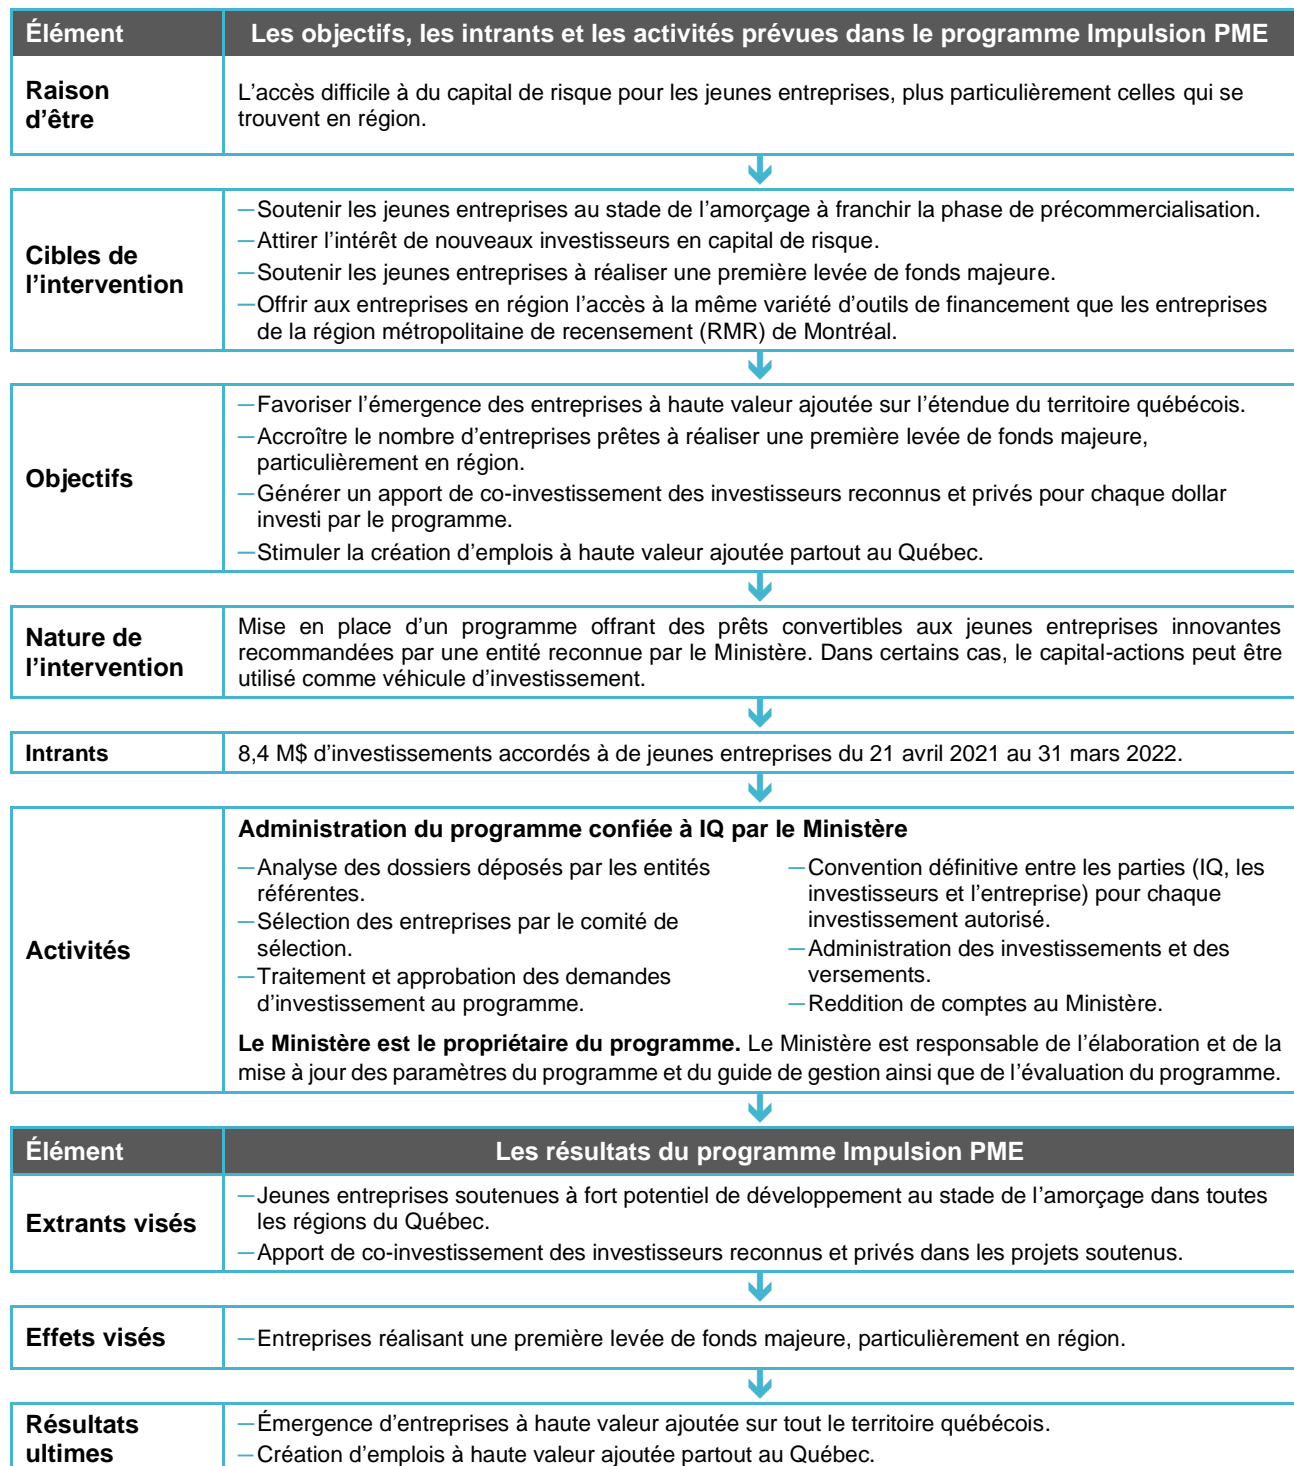 Élément
Les objectifs, les intrants et les activités prévues dans le programme Impulsion PME
Raison
d’être
L’accès difficile à du capital de risque pour les jeunes entreprises, plus particulièrement celles qui se
trouvent en région.
Cibles de
l’intervention
—Soutenir les jeunes entreprises au stade de l’amorçage à franchir la phase de précommercialisation.
—Attirer l’intérêt de nouveaux investisseurs en capital de risque.
—Soutenir les jeunes entreprises à réaliser une première levée de fonds majeure.
—Offrir aux entreprises en région l’accès à la même variété d’outils de financement que les entreprises
de la région métropolitaine de recensement (RMR) de Montréal.
Objectifs
—Favoriser l’émergence des entreprises à haute valeur ajoutée sur l’étendue du territoire québécois.
—Accroître le nombre d’entreprises prêtes à réaliser une première levée de fonds majeure,
particulièrement en région.
—Générer un apport de co-investissement des investisseurs reconnus et privés pour chaque dollar
investi par le programme.
—Stimuler la création d’emplois à haute valeur ajoutée partout au Québec.
Nature de
l’intervention
Mise en place d’un programme offrant des prêts convertibles aux jeunes entreprises innovantes
recommandées par une entité reconnue par le Ministère. Dans certains cas, le capital-actions peut être
utilisé comme véhicule d’investissement.
Intrants
8,4 M$ d’investissements accordés à de jeunes entreprises du 21 avril 2021 au 31 mars 2022.
Activités
Administration du programme confiée à IQ par le Ministère
—Analyse des dossiers déposés par les entités
référentes.
—Sélection des entreprises par le comité de
sélection.
—Traitement et approbation des demandes
d’investissement au programme.
—Convention définitive entre les parties (IQ, les
investisseurs et l’entreprise) pour chaque
investissement autorisé.
—Administration des investissements et des
versements.
—Reddition de comptes au Ministère.
Le Ministère est le propriétaire du programme. Le Ministère est responsable de l’élaboration et de la
mise à jour des paramètres du programme et du guide de gestion ainsi que de l’évaluation du programme.
Élément
Les résultats du programme Impulsion PME
Extrants visés
—Jeunes entreprises soutenues à fort potentiel de développement au stade de l’amorçage dans toutes
les régions du Québec.
—Apport de co-investissement des investisseurs reconnus et privés dans les projets soutenus.
Effets visés
—Entreprises réalisant une première levée de fonds majeure, particulièrement en région.
Résultats
ultimes
—Émergence d’entreprises à haute valeur ajoutée sur tout le territoire québécois.
—Création d’emplois à haute valeur ajoutée partout au Québec.